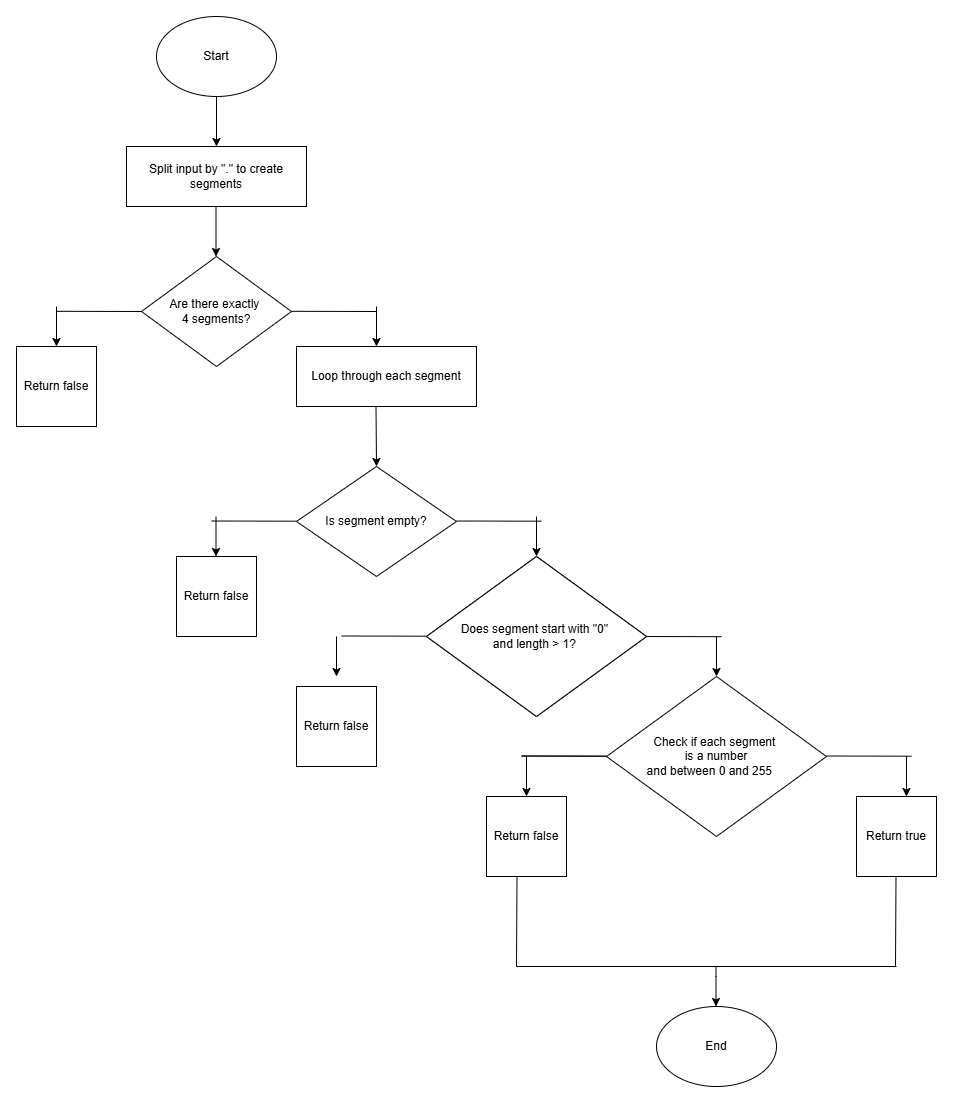 Start
Split input by "." to create
segments
Are there exactly
4 segments?
Return false
Loop through each segment
Is segment empty?
Return false
Does segment start with "0"
and length > 1?
Return false
Check if each segment
is a number
and between 0 and 255
Return false
Return true
End